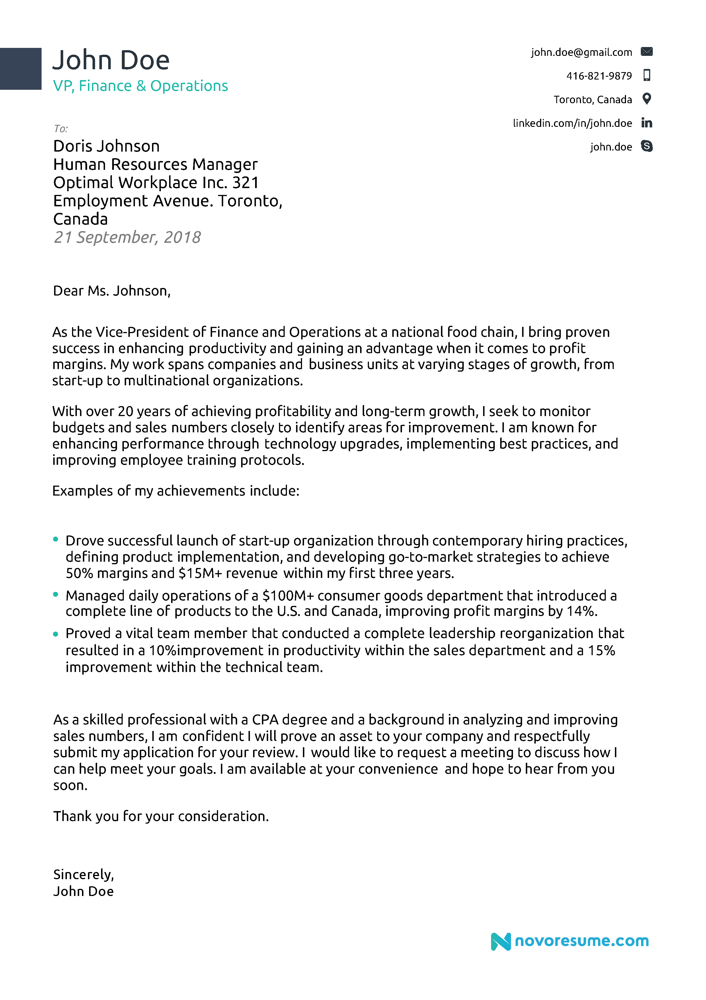 John Doe
VP, Finance & Operations
john.doe@gmail.com
416-821-9879
Toronto, Canada
linkedin.com/in/john.doe
john.doe
To:
Doris Johnson
Human Resources Manager
Optimal Workplace Inc. 321
Employment Avenue. Toronto,
Canada
21 September, 2018
Dear Ms. Johnson,
As the Vice-President of Finance and Operations at a national food chain, I bring proven
success in enhancing productivity and gaining an advantage when it comes to profit
margins. My work spans companies and business units at varying stages of growth, from
start-up to multinational organizations.
With over 20 years of achieving profitability and long-term growth, I seek to monitor
budgets and sales numbers closely to identify areas for improvement. I am known for
enhancing performance through technology upgrades, implementing best practices, and
improving employee training protocols.
Examples of my achievements include:
• Drove successful launch of start-up organization through contemporary hiring practices,
defining product implementation, and developing go-to-market strategies to achieve
50% margins and $15M+ revenue within my first three years.
• Managed daily operations of a $100M+ consumer goods department that introduced a
complete line of products to the U.S. and Canada, improving profit margins by 14%.
• Proved a vital team member that conducted a complete leadership reorganization that
resulted in a 10%improvement in productivity within the sales department and a 15%
improvement within the technical team.
As a skilled professional with a CPA degree and a background in analyzing and improving
sales numbers, I am confident I will prove an asset to your company and respectfully
submit my application for your review. I would like to request a meeting to discuss how I
can help meet your goals. I am available at your convenience and hope to hear from you
soon.
Thank you for your consideration.
Sincerely,
John Doe
novoresume.com